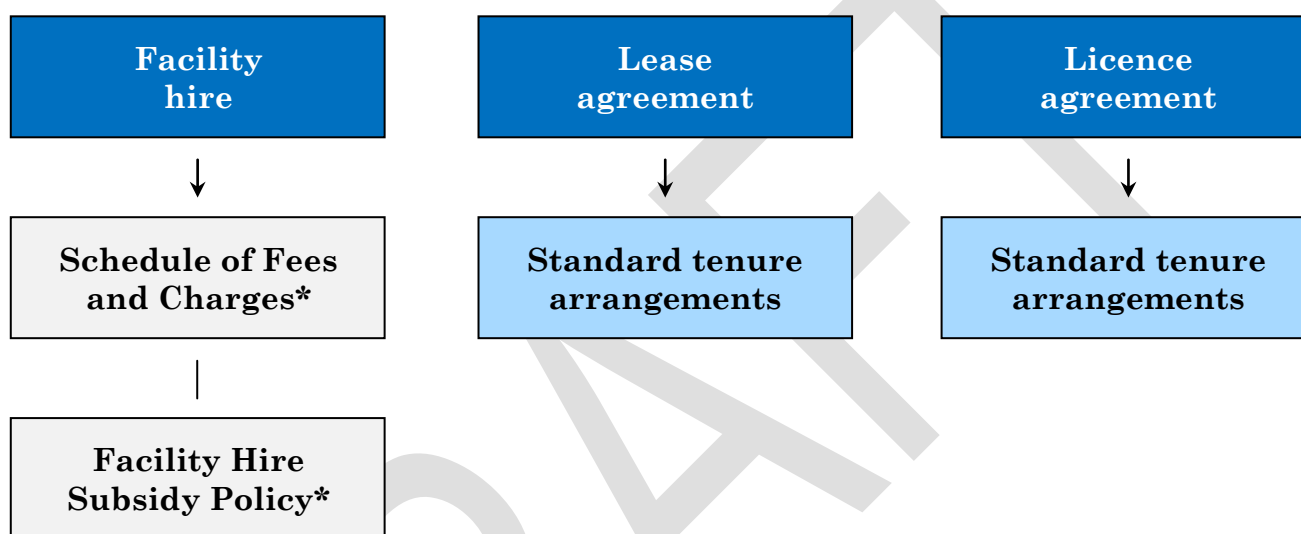 Facility
hire
Lease
agreement
Licence
agreement
Schedule of Fees
and Charges*
Standard tenure
arrangements
Standard tenure
arrangements
Facility Hire
Subsidy Policy*
DRAFT